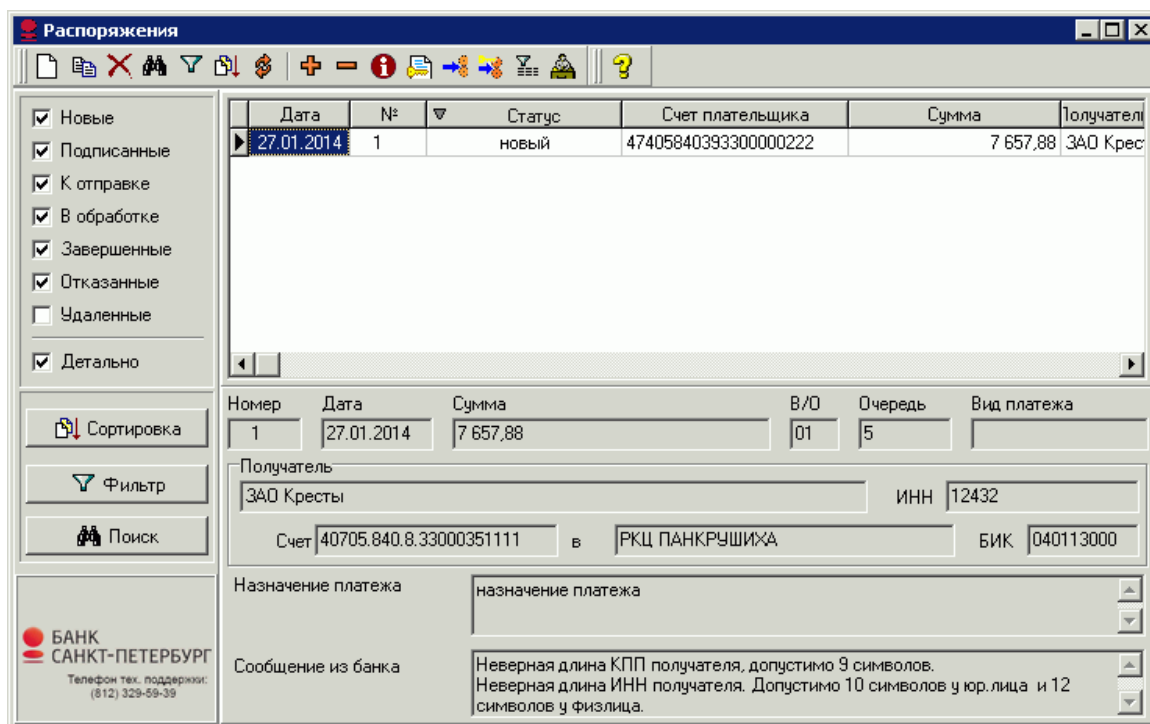 Распоряжения
Новые
Подписанные
К отправке
В обработке
Завершенные
Отказанные
Удаленные
Детально
Сортировка
Фильтр
Поиск
БАНК
САНКТ-ПЕТЕРБУРГ
Телефон тех. поддержки:
(812) 329-59-39
Дата № Статус Счет плательщика Сумма Получател
27.01.2014 1 новый 47405840393300000222 7 657,88 ЗАО Крес
Номер Дата Сумма В/О Очередь Вид платежа
1 27.01.2014 7 657,88 01 5
Получатель
ЗАО Кресты ИНН 12432
Счет 40705.840.8.33000351111 в РКЦ ПАНКРУШИХА БИК 040113000
Назначение платежа назначение платежа
Сообщение из банка Неверная длина КПП получателя, допустимо 9 символов.
Неверная длина ИНН получателя. Допустимо 10 символов у юр.лица и 12
символов у физлица.